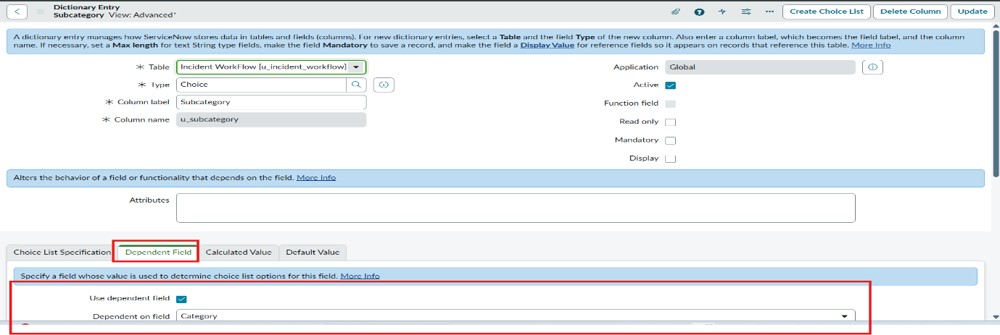 Dictionary Entry
Subcategory View: Advanced*
Create Choice List
Delete Column
Update
A dictionary entry manages how ServiceNow stores data in tables and fields (columns). For new dictionary entries, select a Table and the field Type of the new column. Also enter a column label, which becomes the field label, and the column
name. If necessary, set a Max length for text String type fields, make the field Mandatory to save a record, and make the field a Display Value for reference fields so it appears on records that reference this table. More Info
Table Incident WorkFlow [u_incident_workflow]
Application Global
Type Choice
Active
Column label Subcategory
Function field
Column name u_subcategory
Read only
Mandatory
Display
Alters the behavior of a field or functionality that depends on the field. More Info
Attributes
Choice List Specification Dependent Field Calculated Value Default Value
Specify a field whose value is used to determine choice list options for this field. More Info
Use dependent field
Dependent on field Category